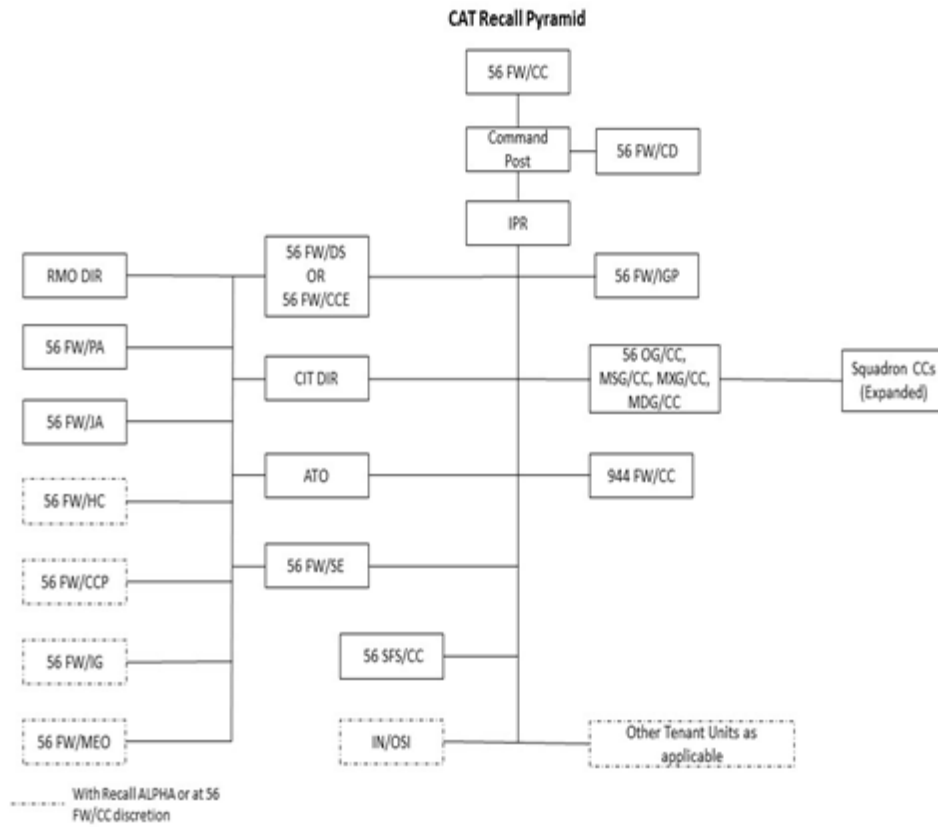 CAT Recall Pyramid
56 FW/CC
Command
Post
56 FW/CD
IPR
RMO DIR
56 FW/DS
OR
56 FW/CCE
56 FW/IGP
56 FW/PA
CIT DIR
56 OG/CC,
MSG/CC, MXG/CC,
MDG/CC
Squadron CCs
(Expanded)
56 FW/JA
ATO
944 FW/CC
56 FW/HC
56 FW/SE
56 FW/CCP
56 FW/IG
56 SFS/CC
56 FW/MEO
IN/OSI
Other Tenant Units as
applicable
With Recall ALPHA or at 56
FW/CC discretion